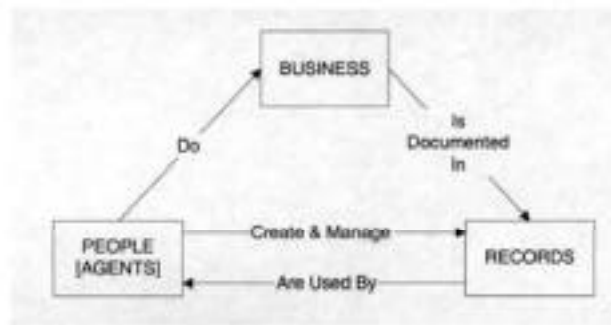 BUSINESS
Do
Is
Documented
In
PEOPLE
[AGENTS]
Create & Manage
Are Used By
RECORDS